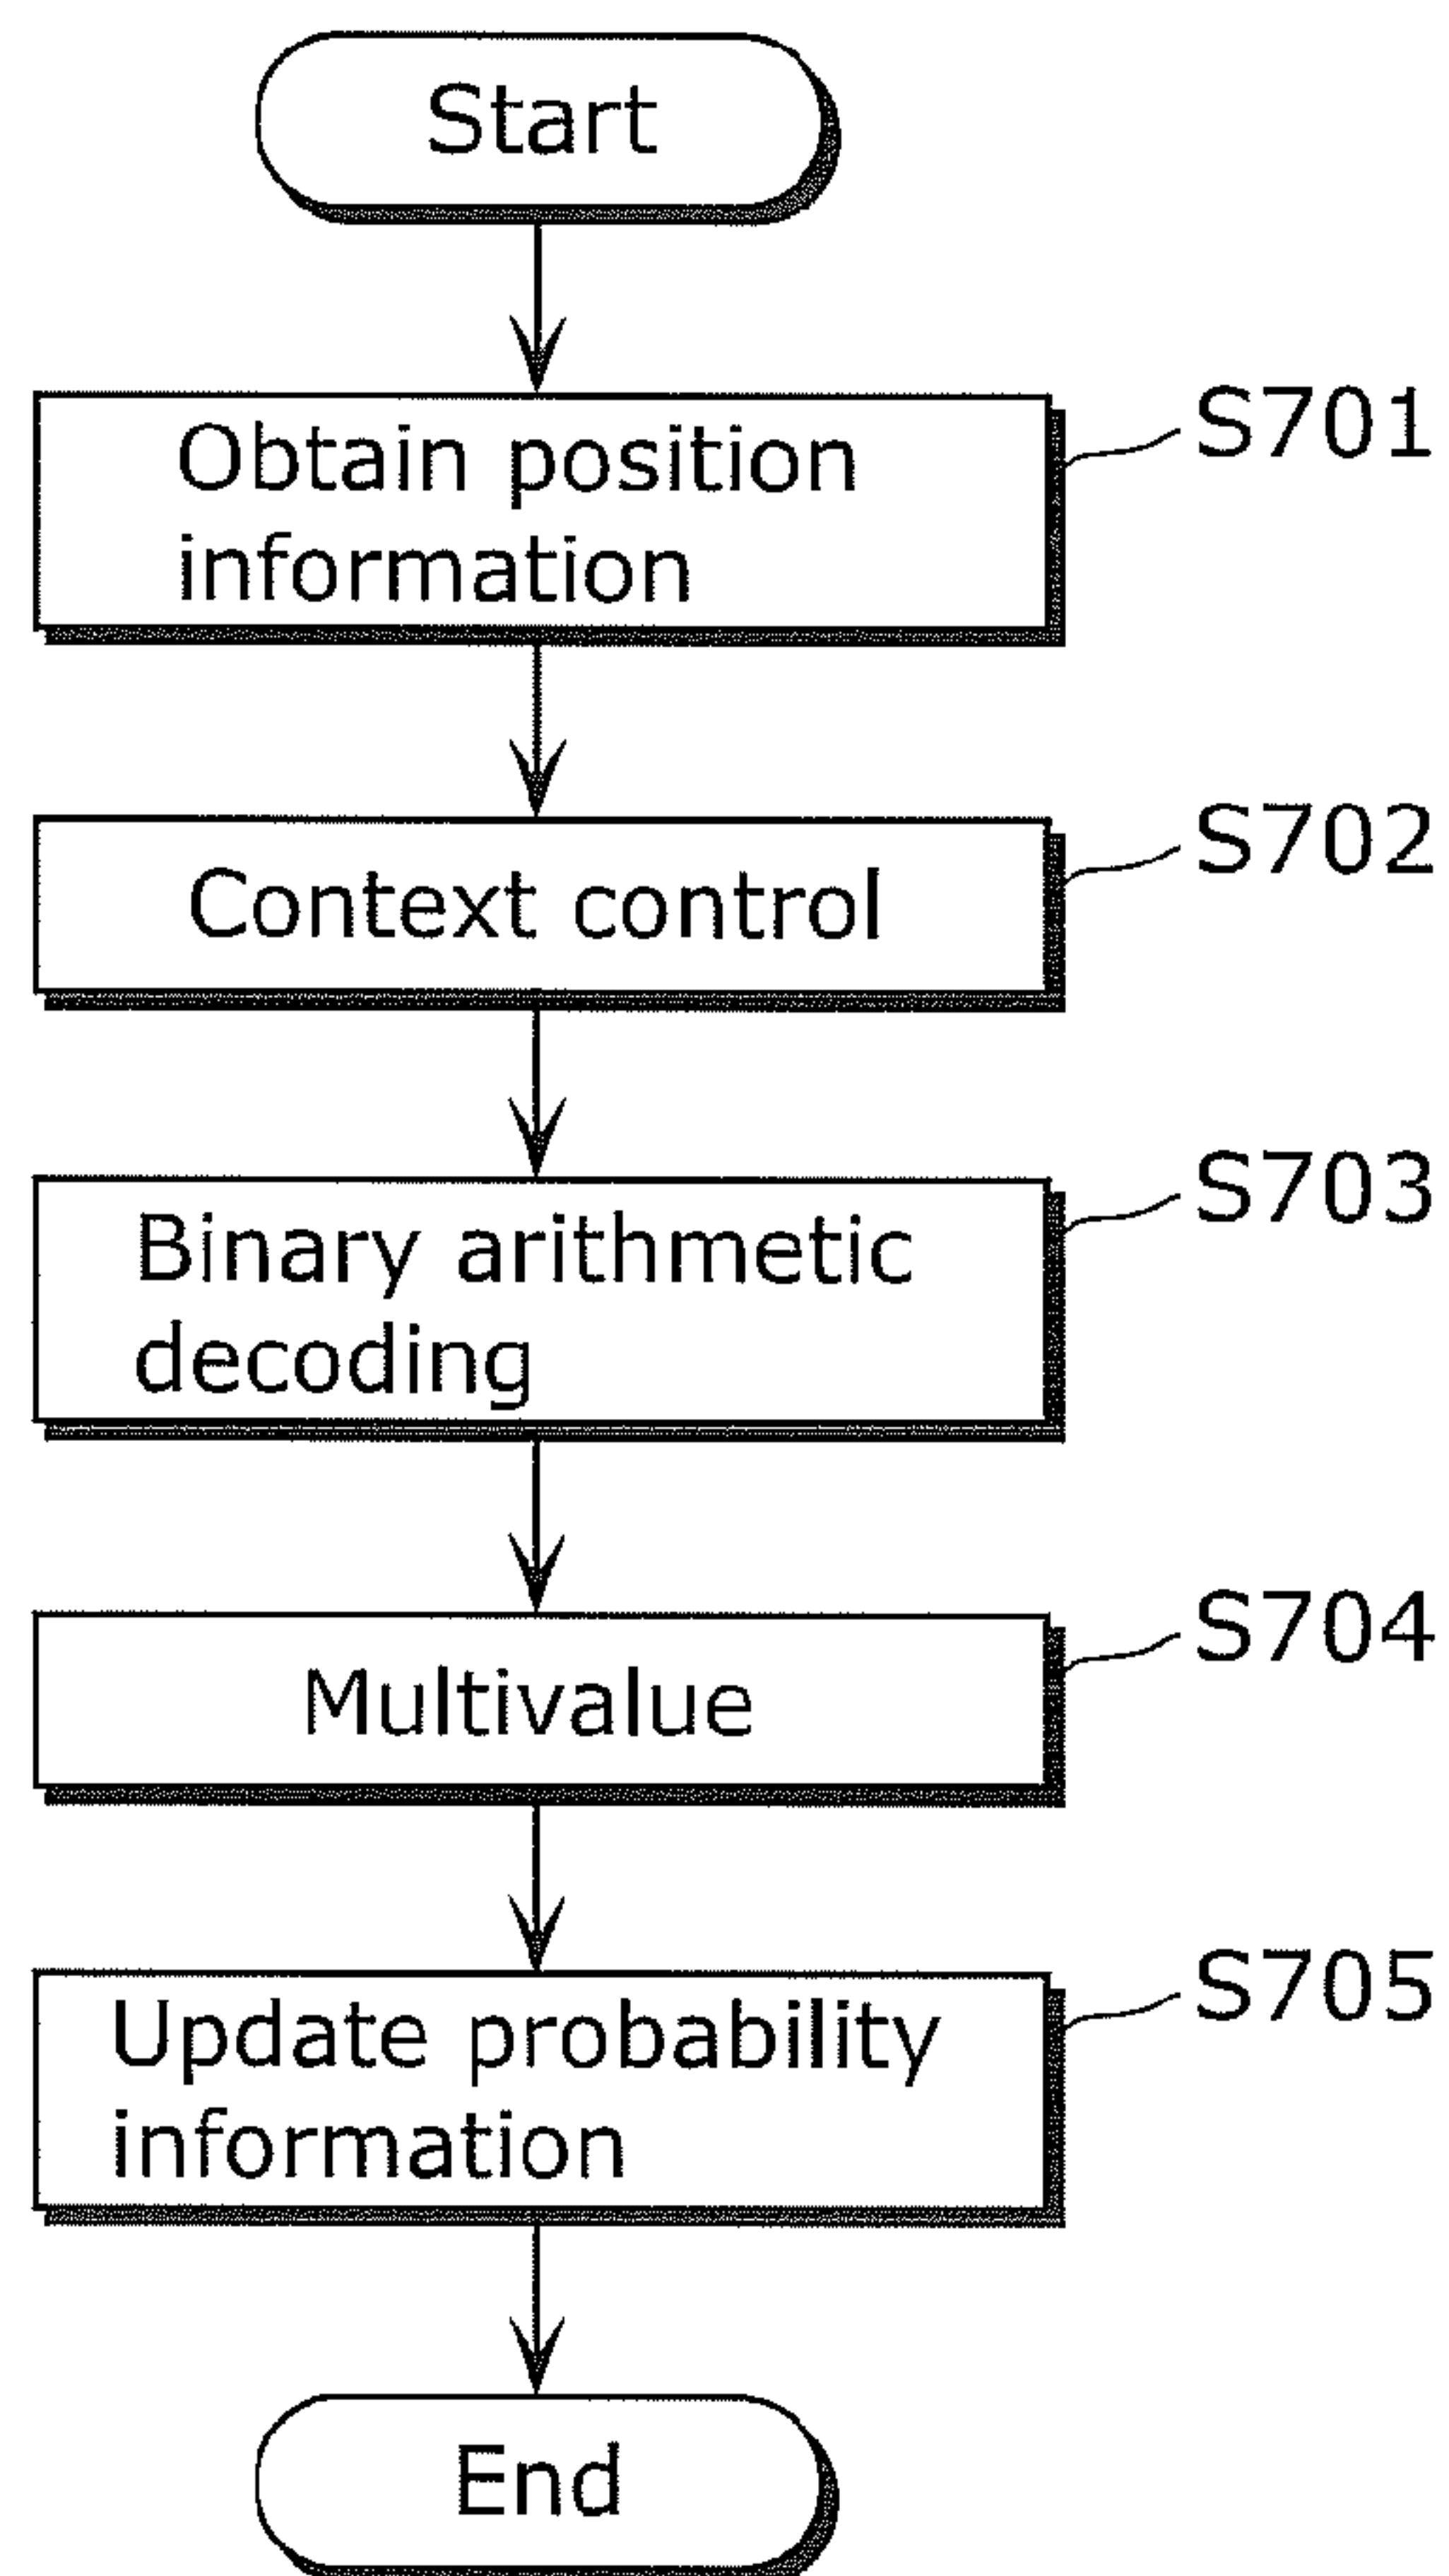 Start
Obtain position
information
S701
Context control
S702
Binary arithmetic
decoding
S703
Multivalue
S704
Update probability
information
S705
End